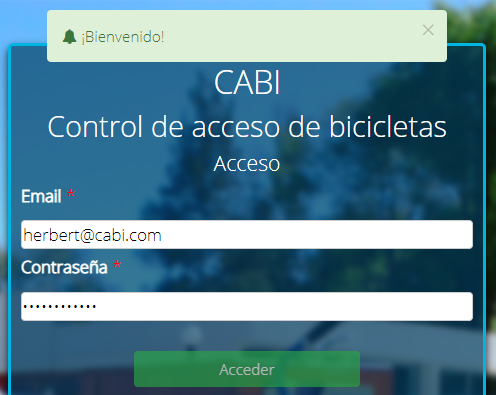 ¡Bienvenido!
×
CABI
Control de acceso de bicicletas
Acceso
Email *
herbert@cabi.com
Contraseña *
••••••••••••
Acceder